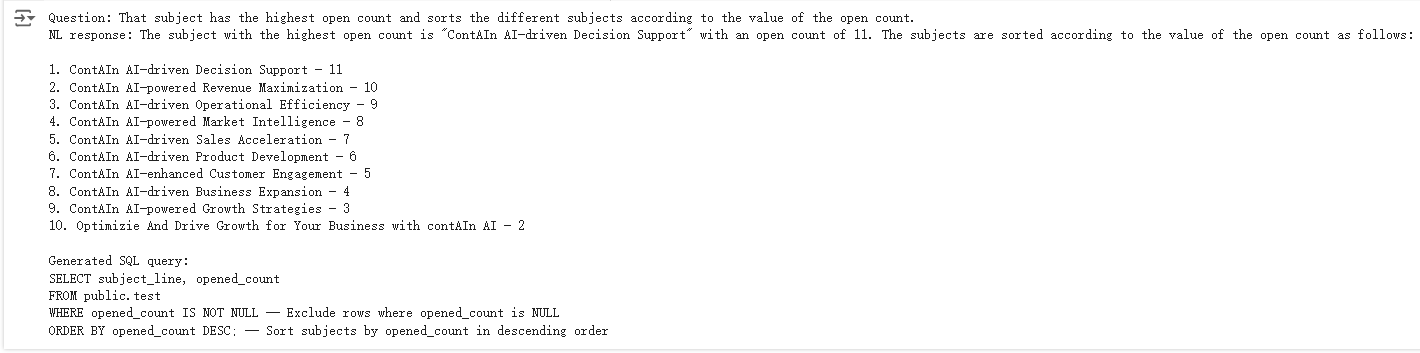 Question: That subject has the highest open count and sorts the different subjects according to the value of the open count.
NL response: The subject with the highest open count is "ContAIn AI-driven Decision Support" with an open count of 11. The subjects are sorted according to the value of the open count as follows:
1. ContAIn AI-driven Decision Support - 11
2. ContAIn AI-powered Revenue Maximization - 10
3. ContAIn AI-driven Operational Efficiency - 9
4. ContAIn AI-powered Market Intelligence - 8
5. ContAIn AI-driven Sales Acceleration - 7
6. ContAIn AI-driven Product Development - 6
7. ContAIn AI-enhanced Customer Engagement - 5
8. ContAIn AI-driven Business Expansion - 4
9. ContAIn AI-powered Growth Strategies - 3
10. Optimizie And Drive Growth for Your Business with contAIn AI - 2
Generated SQL query:
SELECT subject_line, opened_count
FROM public.test
WHERE opened_count IS NOT NULL -- Exclude rows where opened_count is NULL
ORDER BY opened_count DESC; -- Sort subjects by opened_count in descending order